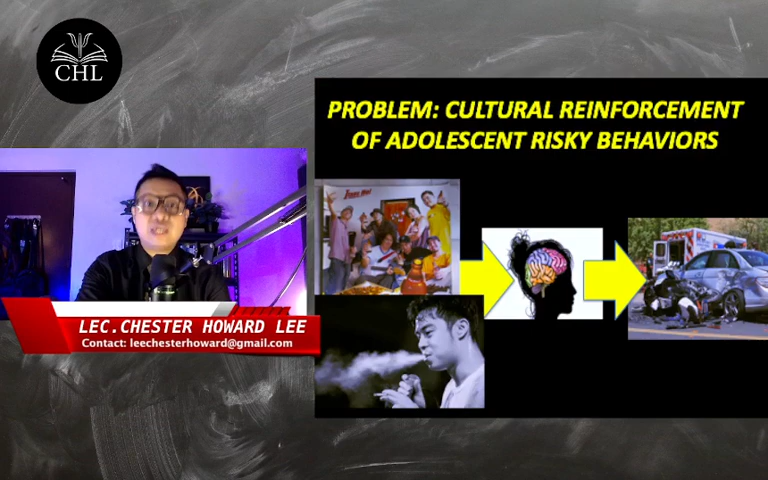 CHL
PROBLEM: CULTURAL REINFORCEMENT
OF ADOLESCENT RISKY BEHAVIORS
LEC.CHESTER HOWARD LEE
Contact: leechesterhoward@gmail.com